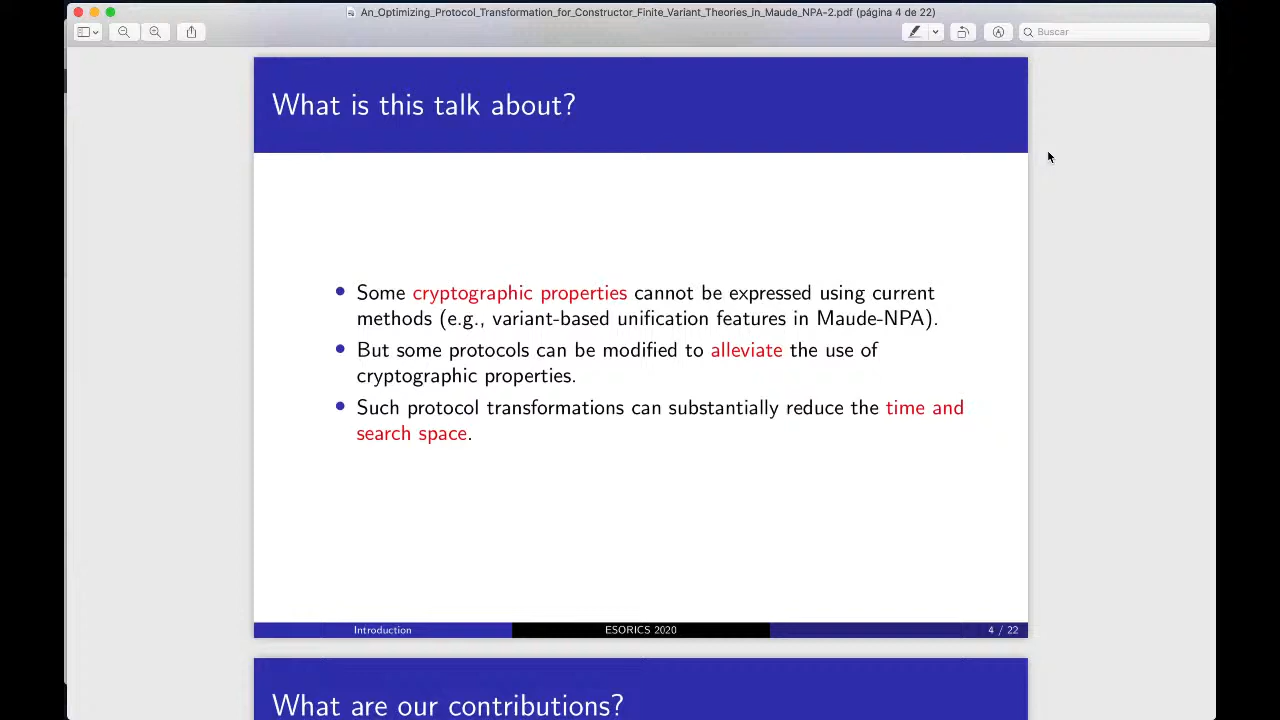 An_Optimizing_Protocol_Transformation_for_Constructor_Finite_Variant_Theories_in_Maude_NPA-2.pdf (página 4 de 22)
Buscar
What is this talk about?
Some cryptographic properties cannot be expressed using current
methods (e.g., variant-based unification features in Maude-NPA).
But some protocols can be modified to alleviate the use of
cryptographic properties.
Such protocol transformations can substantially reduce the time and
search space.
Introduction
ESORICS 2020
4 / 22
What are our contributions?